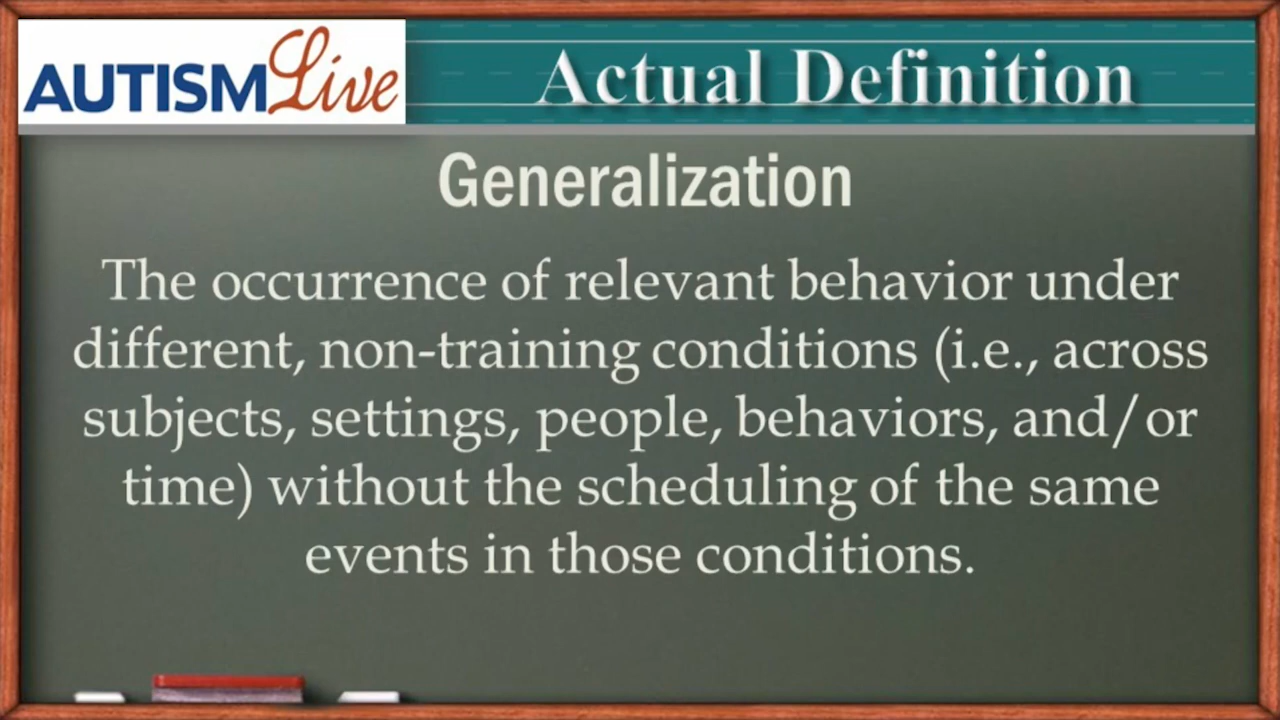 AUTISM Live
Actual Definition
Generalization
The occurrence of relevant behavior under
different, non-training conditions (i.e., across
subjects, settings, people, behaviors, and/or
time) without the scheduling of the same
events in those conditions.